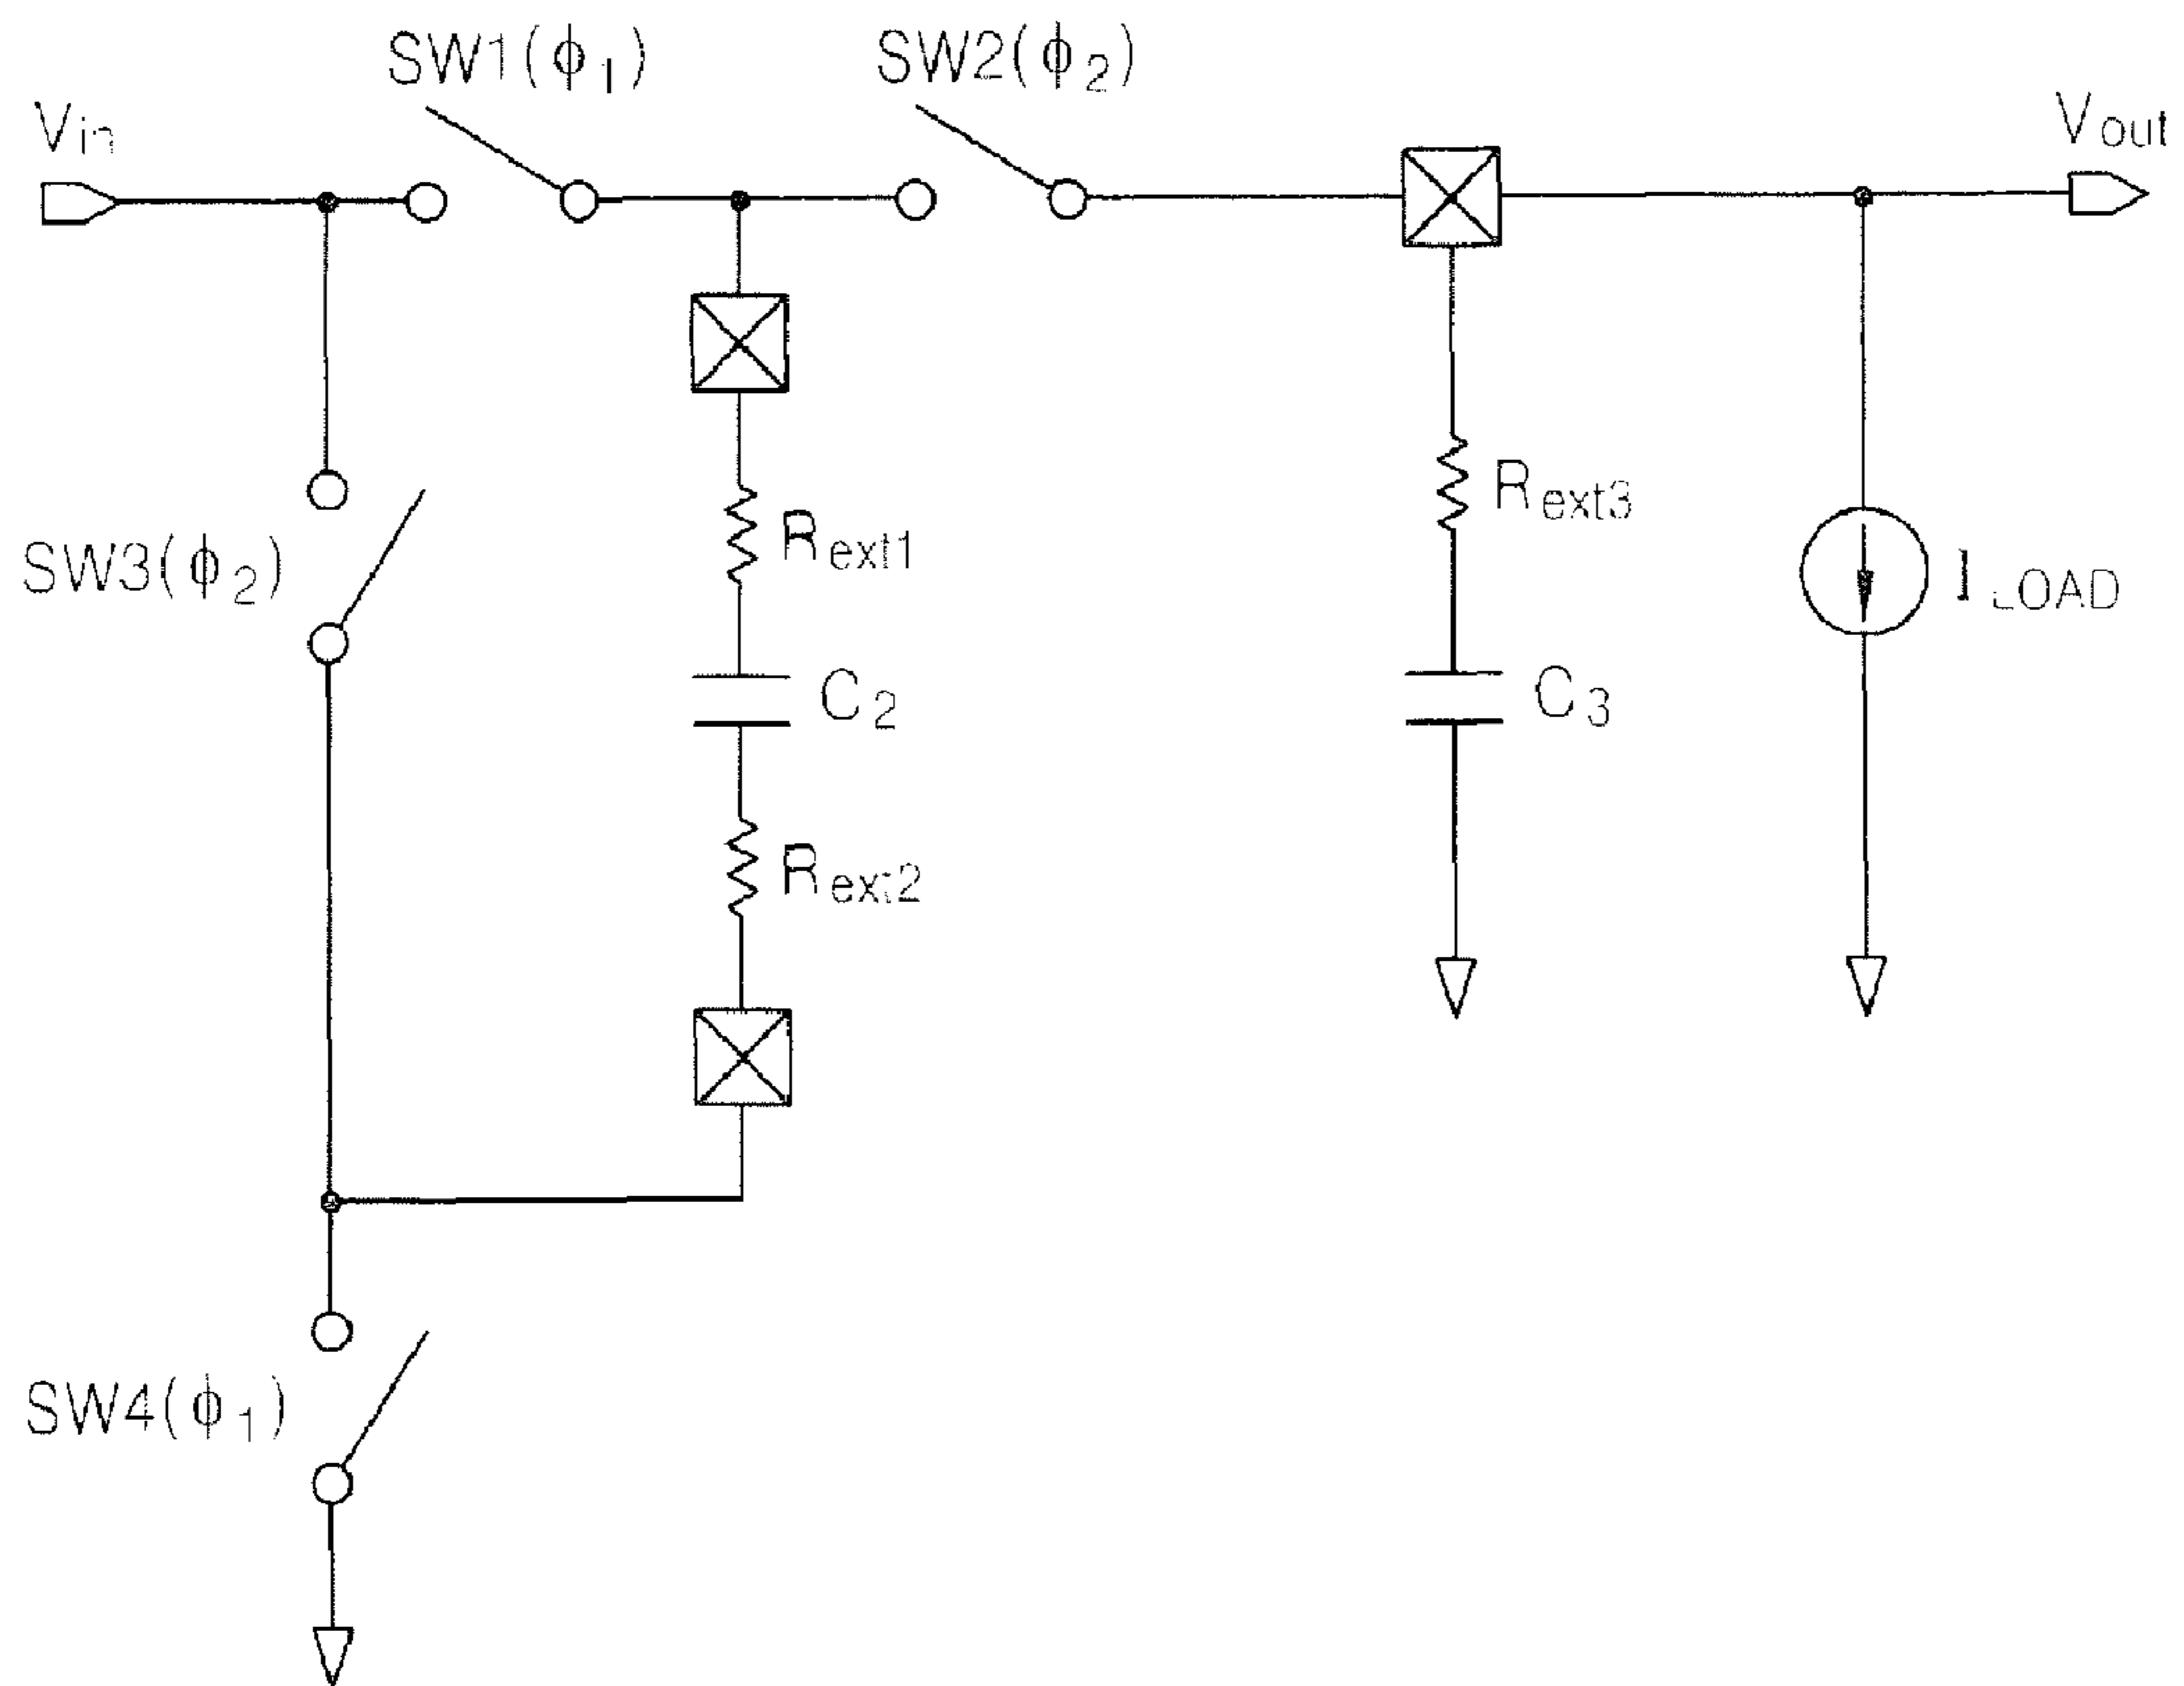 SW1(ϕ1)
SW2(ϕ2)
Vin
Vout
Rext1
Rext3
SW3(ϕ2)
ILOAD
C2
C3
Rext2
SW4(ϕ1)